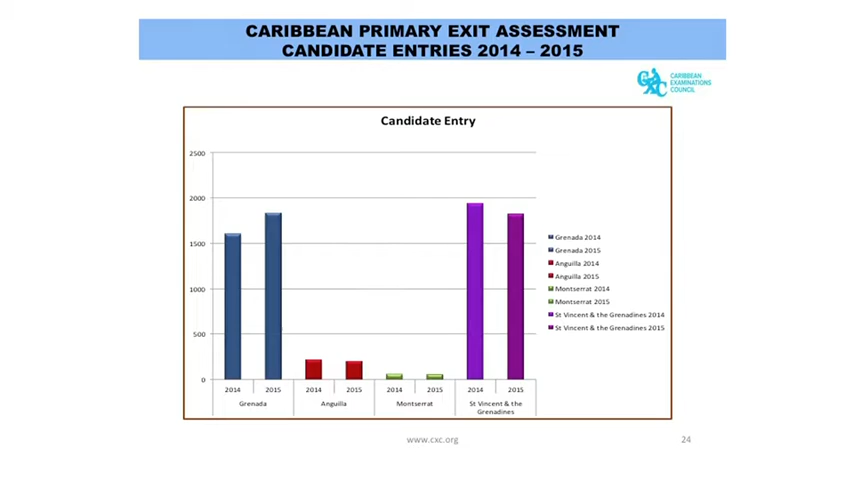 CARIBBEAN PRIMARY EXIT ASSESSMENT
CANDIDATE ENTRIES 2014 – 2015
CXC
CARIBBEAN
EXAMINATIONS
COUNCIL
Candidate Entry
2500
2000
1500
1000
500
0
2014 2015 2014 2015 2014 2015 2014 2015
Grenada Anguilla Montserrat St Vincent & the
Grenadines
Grenada 2014
Grenada 2015
Anguilla 2014
Anguilla 2015
Montserrat 2014
Montserrat 2015
St Vincent & the Grenadines 2014
St Vincent & the Grenadines 2015
www.cxc.org 24